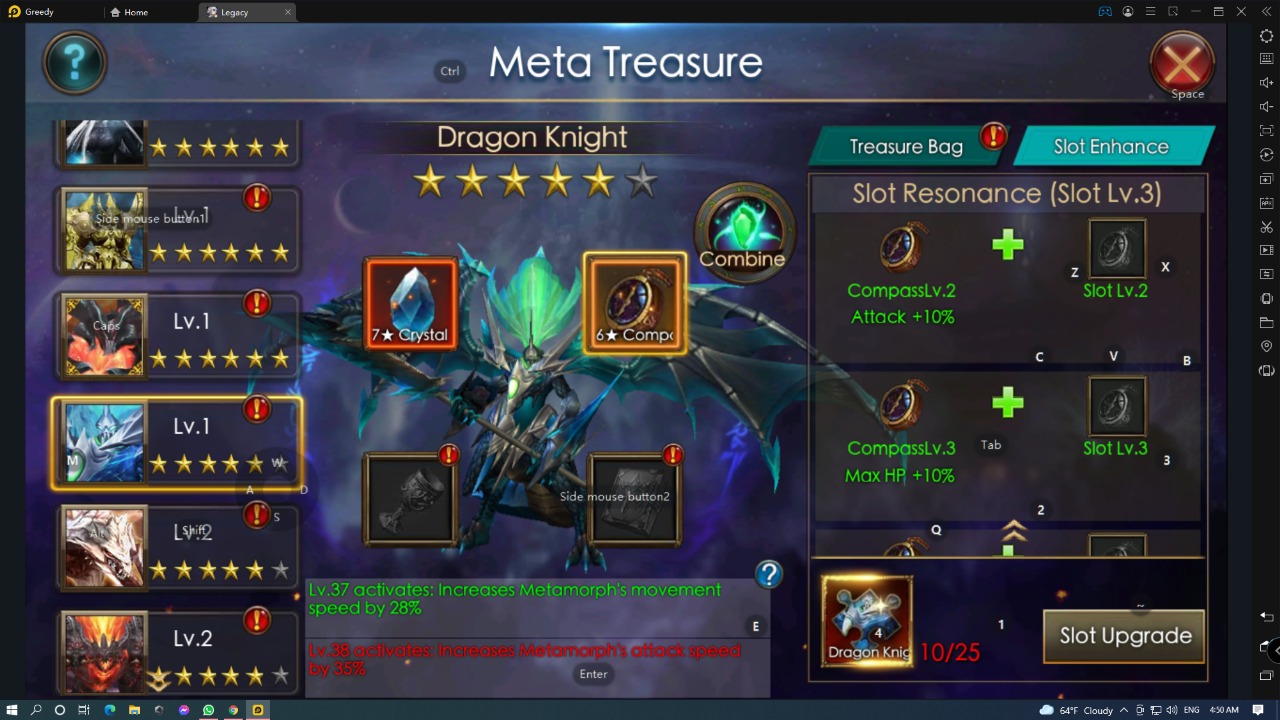 Greedy
Home
Legacy
Ctrl
Meta Treasure
Space
Dragon Knight
Treasure Bag
Slot Enhance
Slot Resonance (Slot Lv.3)
Lv.1
Side mouse button1
Combine
7★ Crystal
6★ Compc
CompassLv.2
Attack +10%
Z
X
Slot Lv.2
Caps
Lv.1
C
V
B
M
Lv.1
W
A
D
CompassLv.3
Max HP +10%
Tab
Slot Lv.3
3
Side mouse button2
Alt
Shift
Lv.2
S
Q
2
Lv.37 activates: Increases Metamorph's movement
speed by 28%
E
Lv.38 activates: Increases Metamorph's attack speed
by 35%
Enter
Lv.2
4
Dragon Knig
10/25
1
~
Slot Upgrade
64°F Cloudy
ENG
4:50 AM